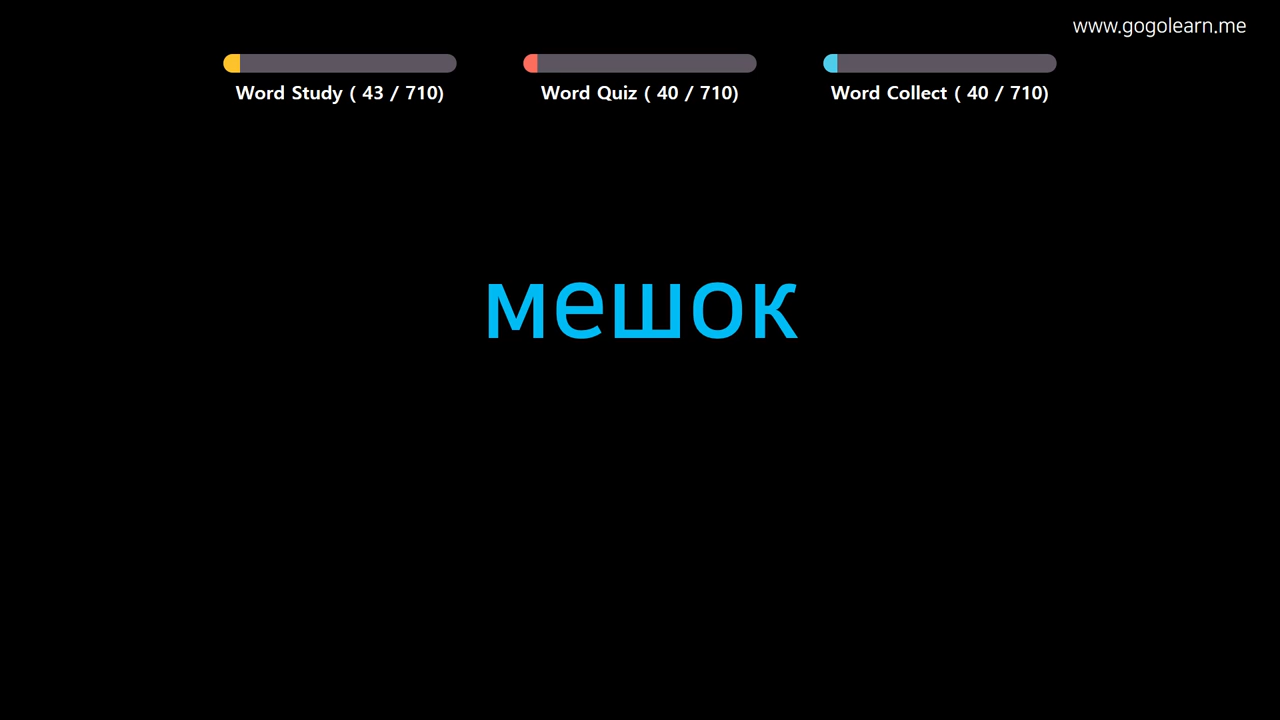 www.gogolearn.me
Word Study ( 43 / 710)
Word Quiz ( 40 / 710)
Word Collect ( 40 / 710)
мешок